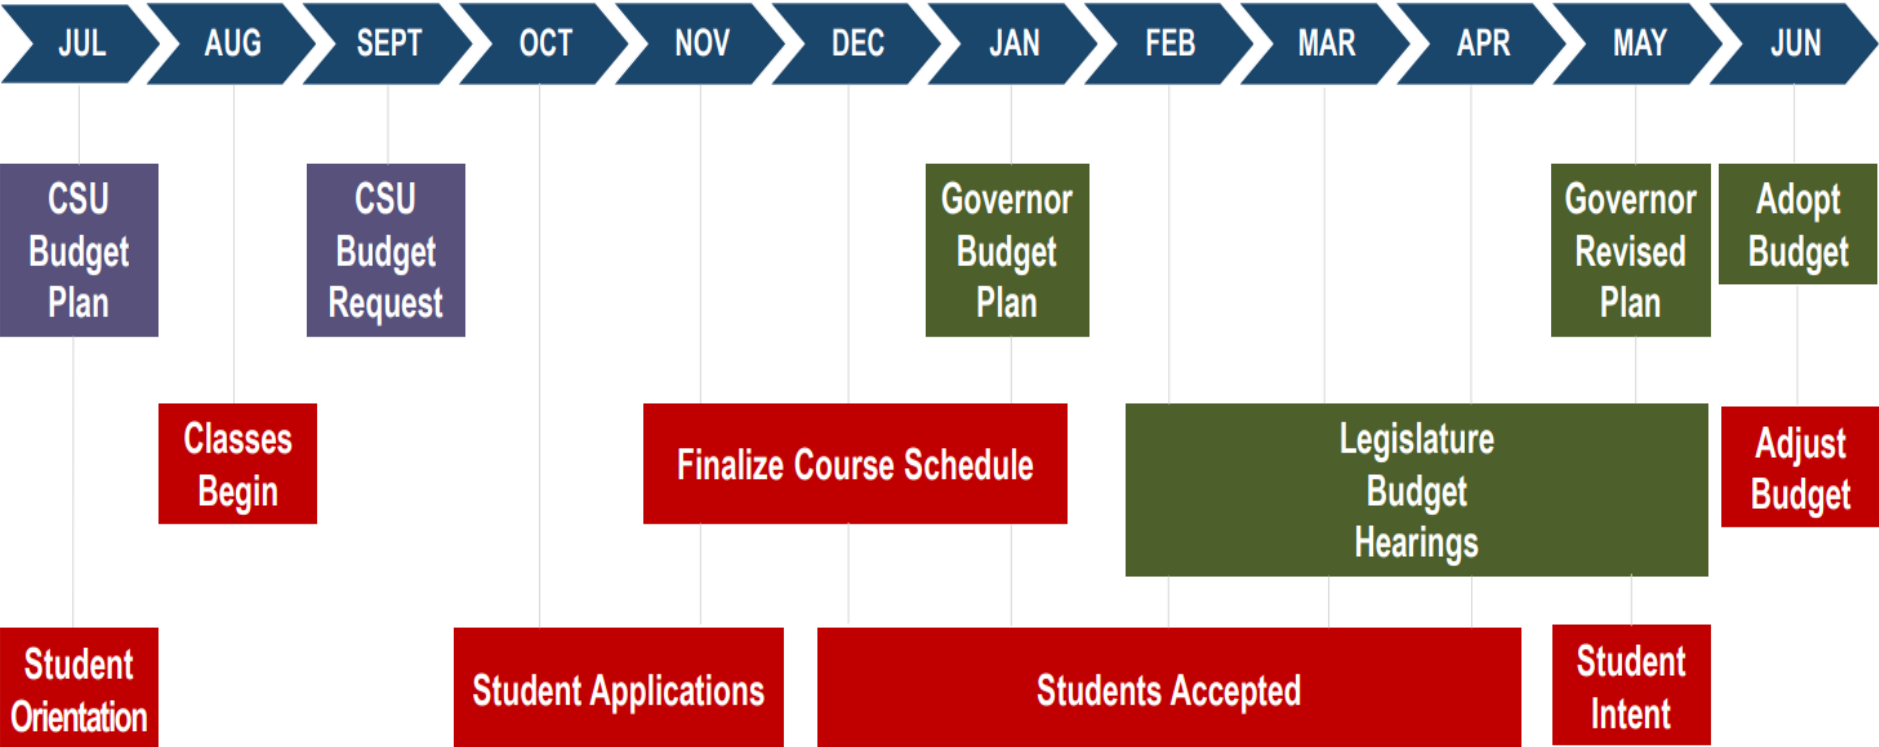 JUL AUG SEPT OCT NOV DEC JAN FEB MAR APR MAY JUN
CSU
Budget
Plan
CSU
Budget
Request
Governor
Budget
Plan
Governor
Revised
Plan
Adopt
Budget
Classes
Begin
Finalize Course Schedule
Legislature
Budget
Hearings
Adjust
Budget
Student
Orientation
Student Applications
Students Accepted
Student
Intent